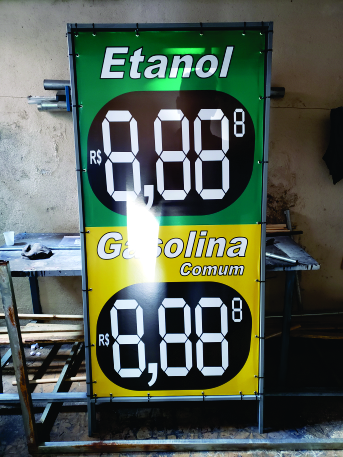 Etanol
R$ 8,88 8
Gasolina
Comum
R$ 8,88 8